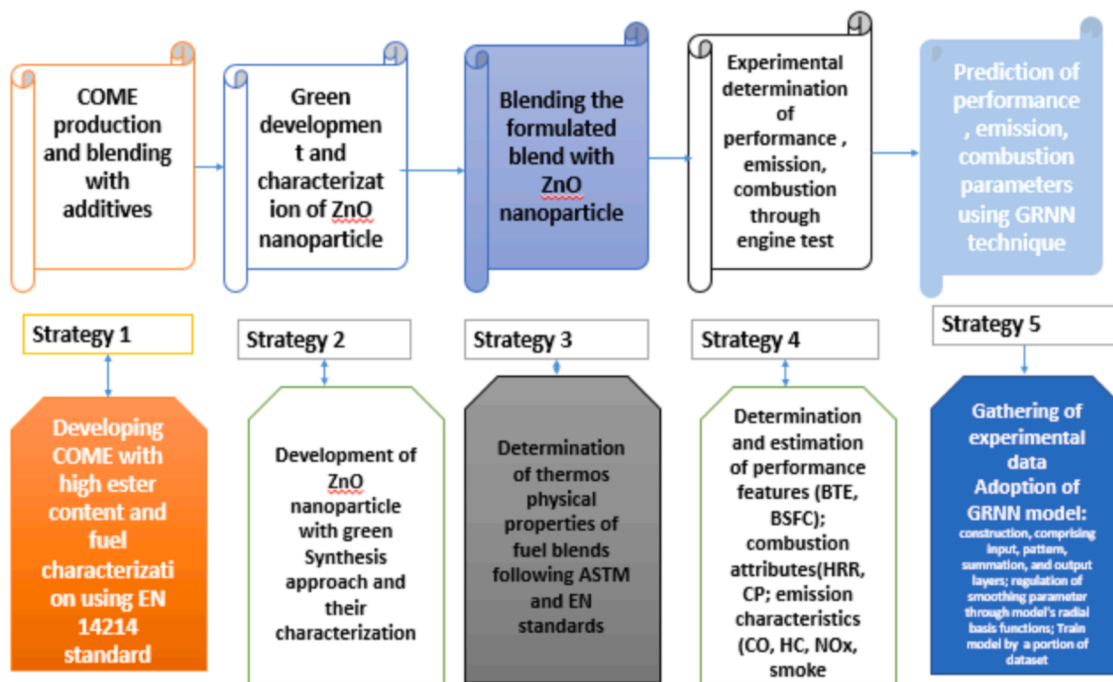 COME
production
and blending
with
additives
Green
developmen
t and
characterizat
ion of ZnO
nanoparticle
Blending the
formulated
blend with
ZnO
nanoparticle
Experimental
determination
of
performance ,
emission,
combustion
through
engine test
Prediction of
performance
, emission,
combustion
parameters
using GRNN
technique
Strategy 1
Strategy 2
Strategy 3
Strategy 4
Strategy 5
Developing
COME with
high ester
content and
fuel
characterizati
on using EN
14214
standard
Development of
ZnO
nanoparticle
with green
Synthesis
approach and
their
characterization
Determination
of thermos
physical
properties of
fuel blends
following ASTM
and EN
standards
Determination
and estimation
of performance
features (BTE,
BSFC);
combustion
attributes(HRR,
CP; emission
characteristics
(CO, HC, NOx,
smoke
Gathering of
experimental
data
Adoption of
GRNN model:
construction, comprising
input, pattern,
summation, and output
layers; regulation of
smoothing parameter
through model's radial
basis functions; Train
model by a portion of
dataset